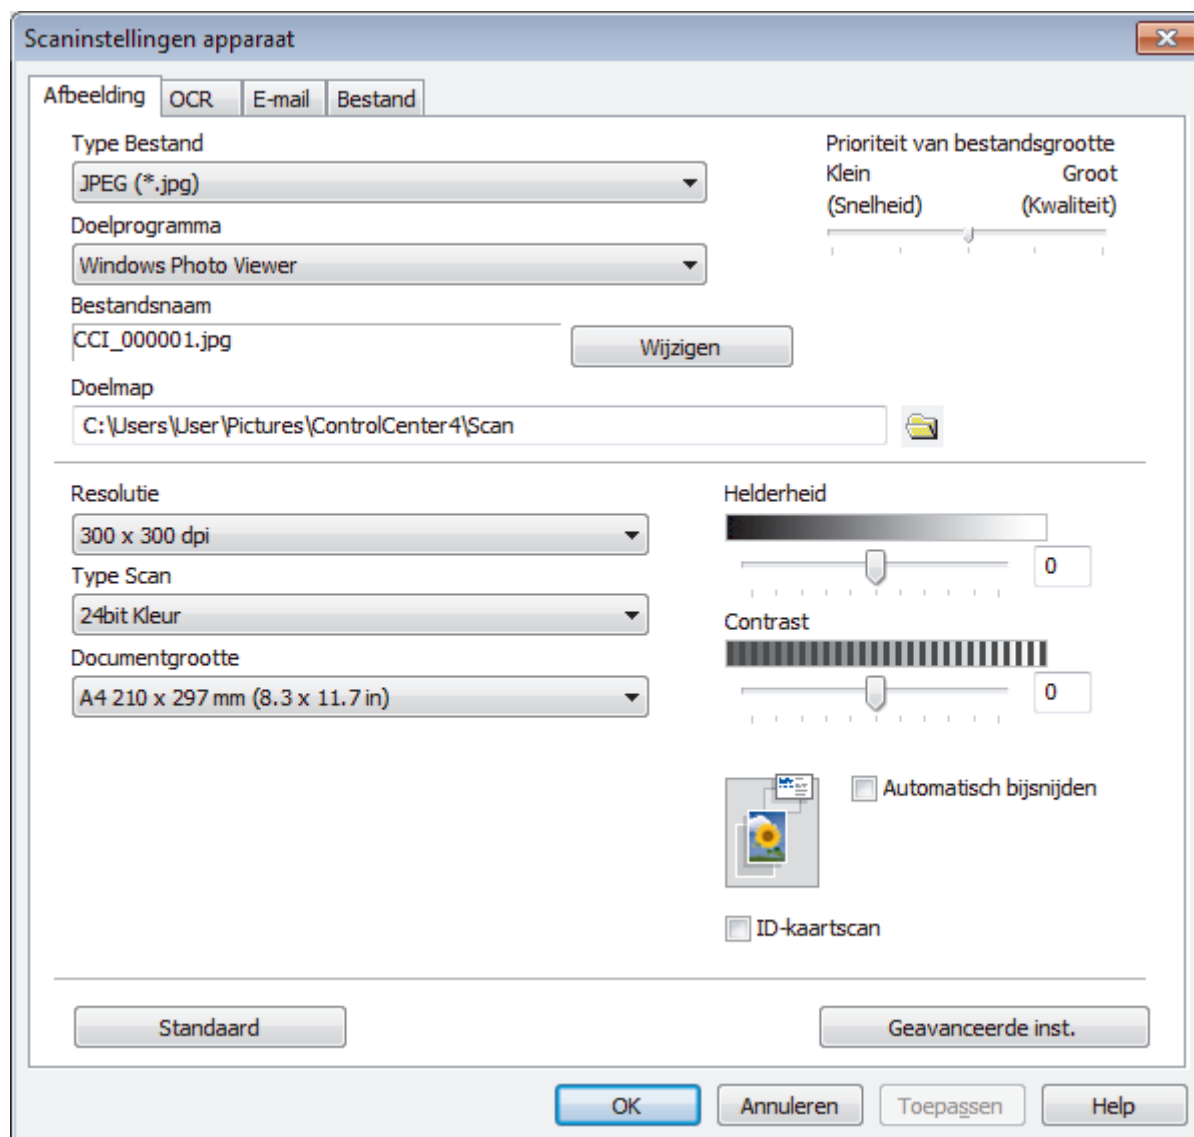 Scaninstellingen apparaat
Afbeelding
OCR
E-mail
Bestand
Type Bestand
JPEG (*.jpg)
Doelprogramma
Windows Photo Viewer
Bestandsnaam
CCI_000001.jpg
Wijzigen
Doelmap
C:\Users\User\Pictures\ControlCenter4\Scan
Prioriteit van bestandsgrootte
Klein Groot
(Snelheid) (Kwaliteit)
Resolutie
300 x 300 dpi
Type Scan
24bit Kleur
Documentgrootte
A4 210 x 297 mm (8.3 x 11.7 in)
Helderheid
0
Contrast
0
Automatisch bijsnijden
ID-kaartscan
Standaard
Geavanceerde inst.
OK
Annuleren
Toepassen
Help